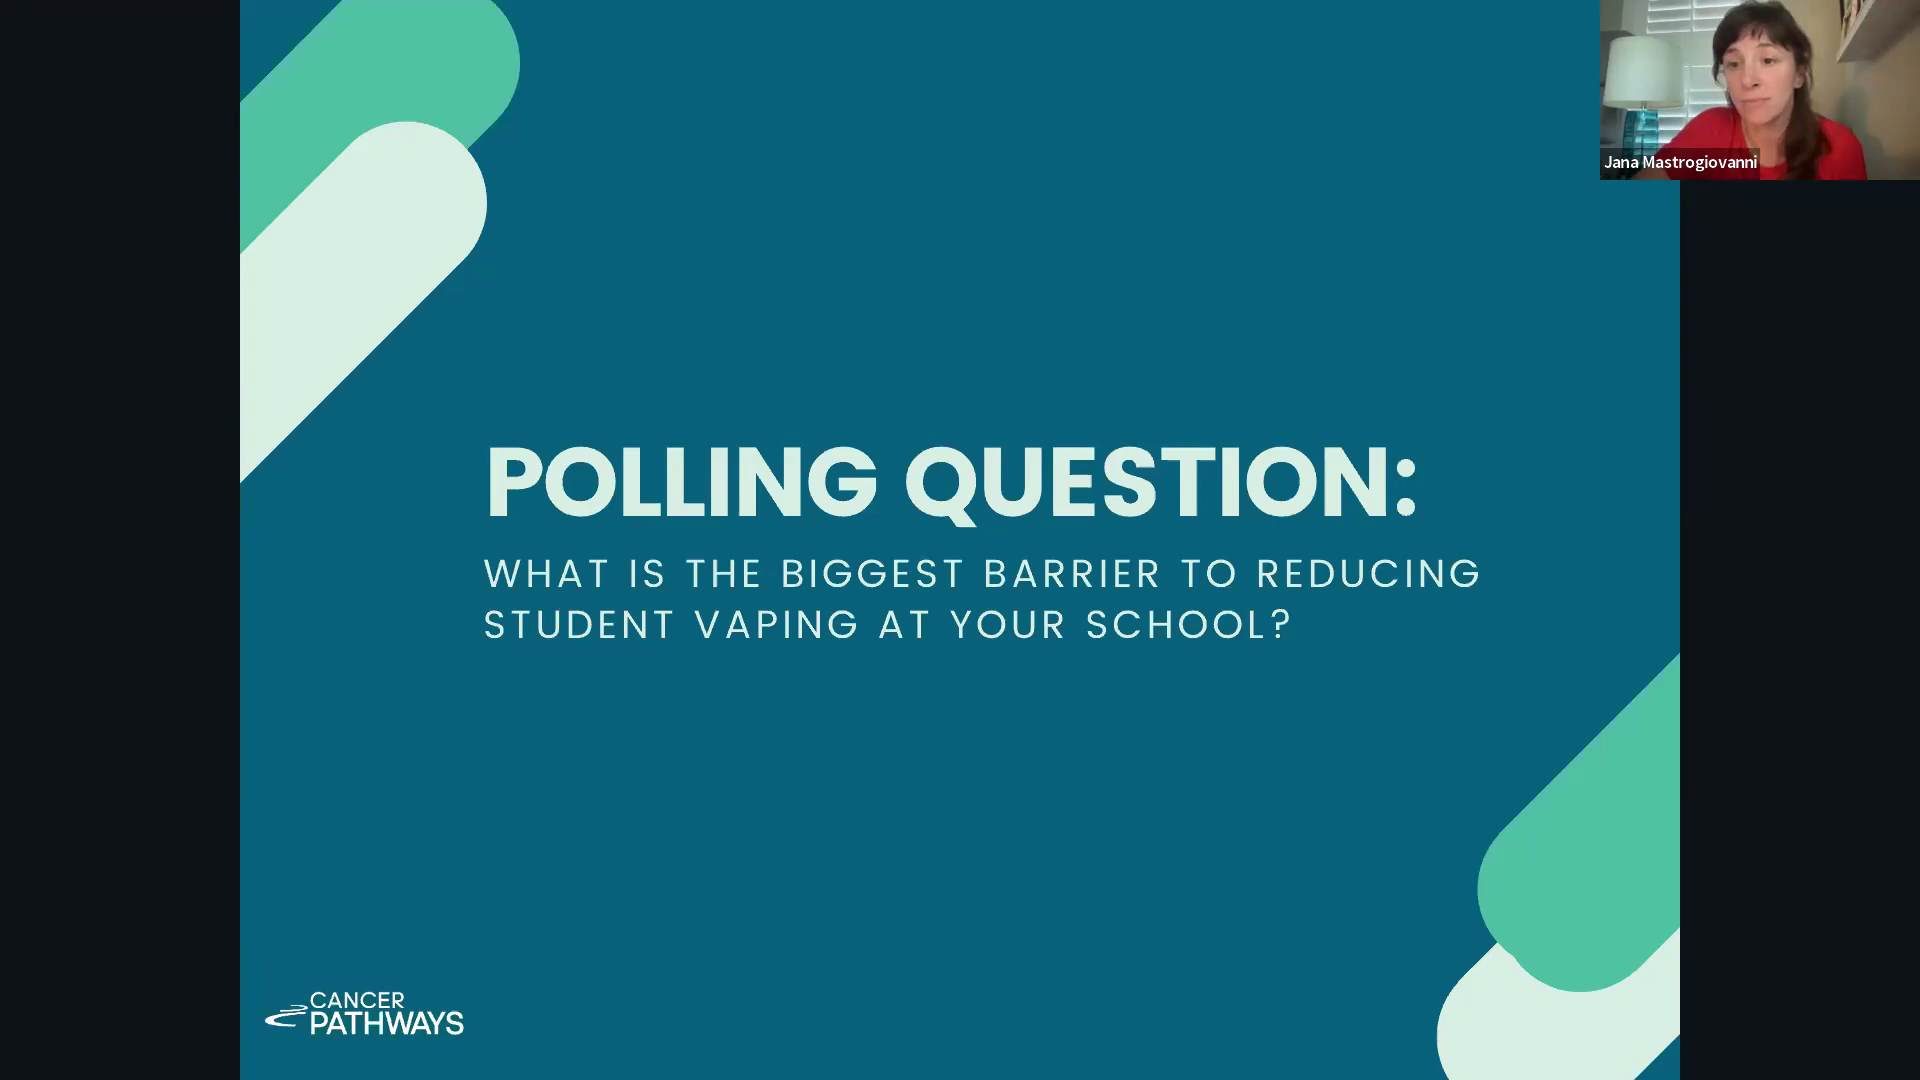 Jana Mastrogiovanni
POLLING QUESTION:
WHAT IS THE BIGGEST BARRIER TO REDUCING
STUDENT VAPING AT YOUR SCHOOL?
CANCER
PATHWAYS